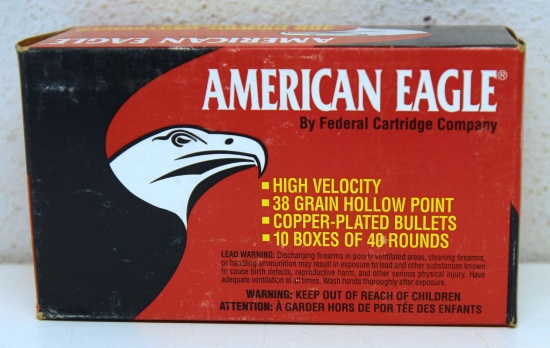 AMERICAN EAGLE
38 GRAIN HOLLOW POINT
AMERICAN EAGLE®
By Federal Cartridge Company
▪ HIGH VELOCITY
▪ 38 GRAIN HOLLOW POINT
▪ COPPER-PLATED BULLETS
▪ 10 BOXES OF 40 ROUNDS
LEAD WARNING: Discharging firearms in poorly ventilated areas, cleaning firearms,
or handling ammunition may result in exposure to lead and other substances known
to cause birth defects, reproductive harm, and other serious physical injury. Have
adequate ventilation at all times. Wash hands thoroughly after exposure.
WARNING: KEEP OUT OF REACH OF CHILDREN
ATTENTION: À GARDER HORS DE PORTÉE DES ENFANTS